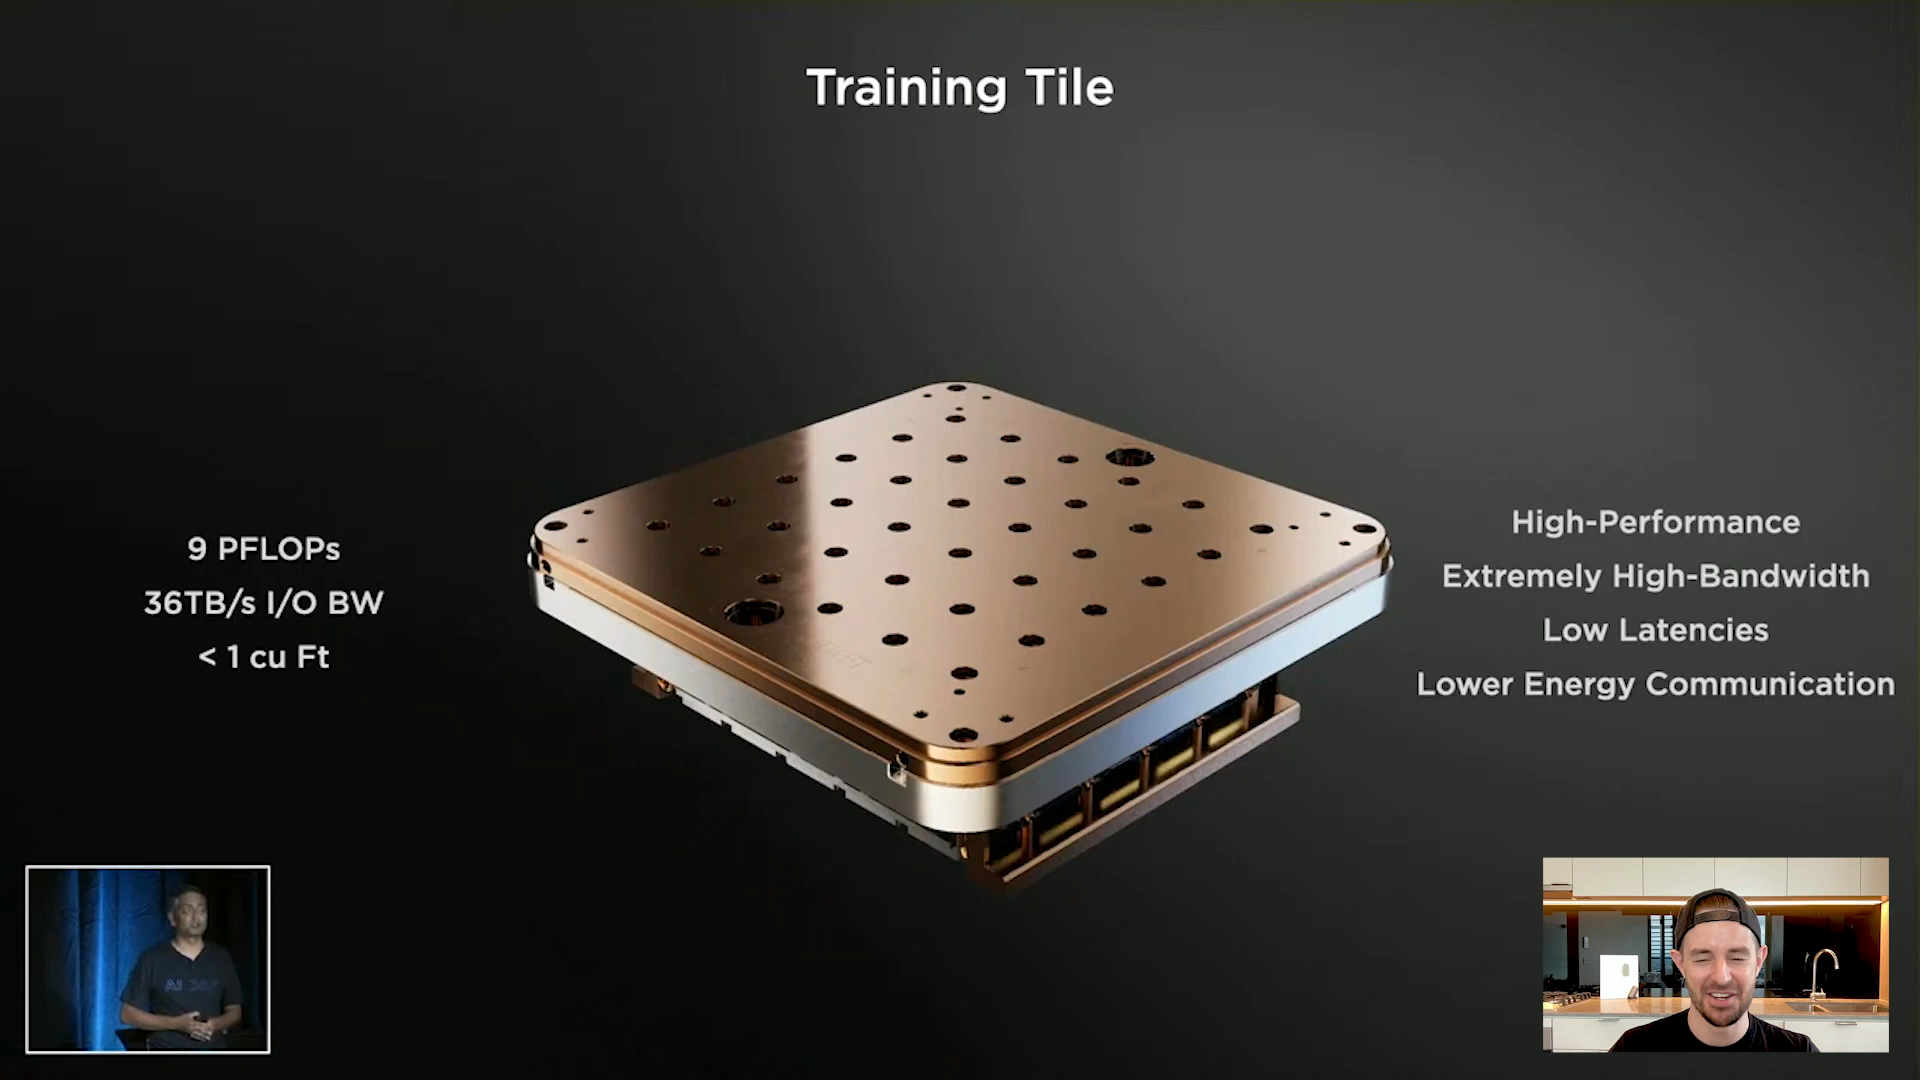 Training Tile
9 PFLOPs
36TB/s I/O BW
< 1 cu Ft
High-Performance
Extremely High-Bandwidth
Low Latencies
Lower Energy Communication